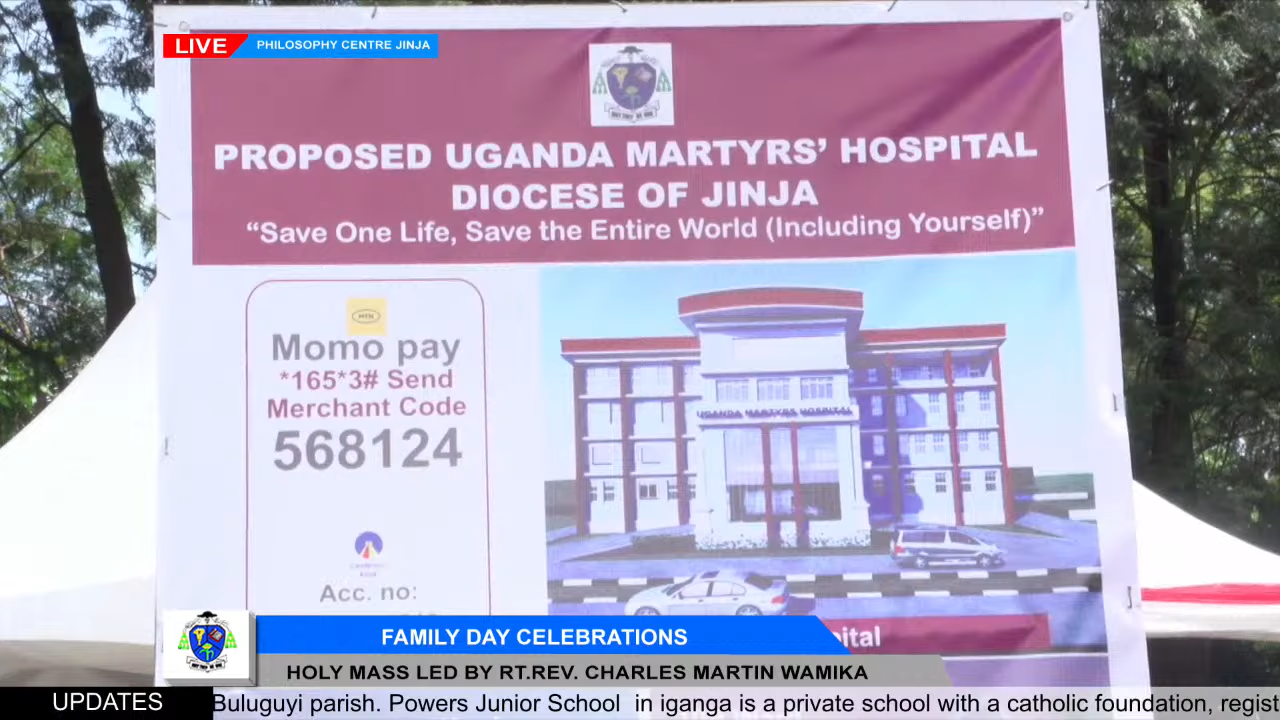 LIVE PHILOSOPHY CENTRE JINJA
PROPOSED UGANDA MARTYRS' HOSPITAL
DIOCESE OF JINJA
"Save One Life, Save the Entire World (Including Yourself)"
MTN
Momo pay
*165*3# Send
Merchant Code
568124
UGANDA MARTYRS HOSPITAL
Acc. no:
FAMILY DAY CELEBRATIONS
HOLY MASS LED BY RT.REV. CHARLES MARTIN WAMIKA
UPDATES Buluguyi parish. Powers Junior School in iganga is a private school with a catholic foundation, regist